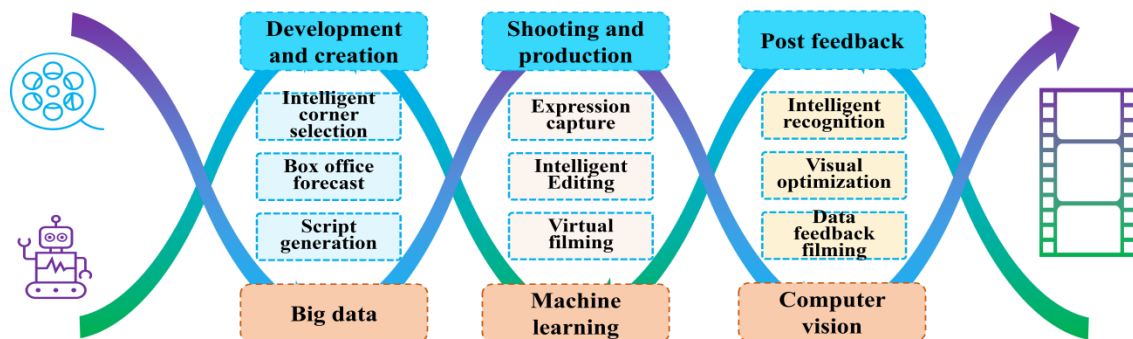 Development
and creation
Intelligent
corner
selection
Box office
forecast
Script
generation
Big data
Shooting and
production
Expression
capture
Intelligent
Editing
Virtual
filming
Machine
learning
Post feedback
Intelligent
recognition
Visual
optimization
Data
feedback
filming
Computer
vision